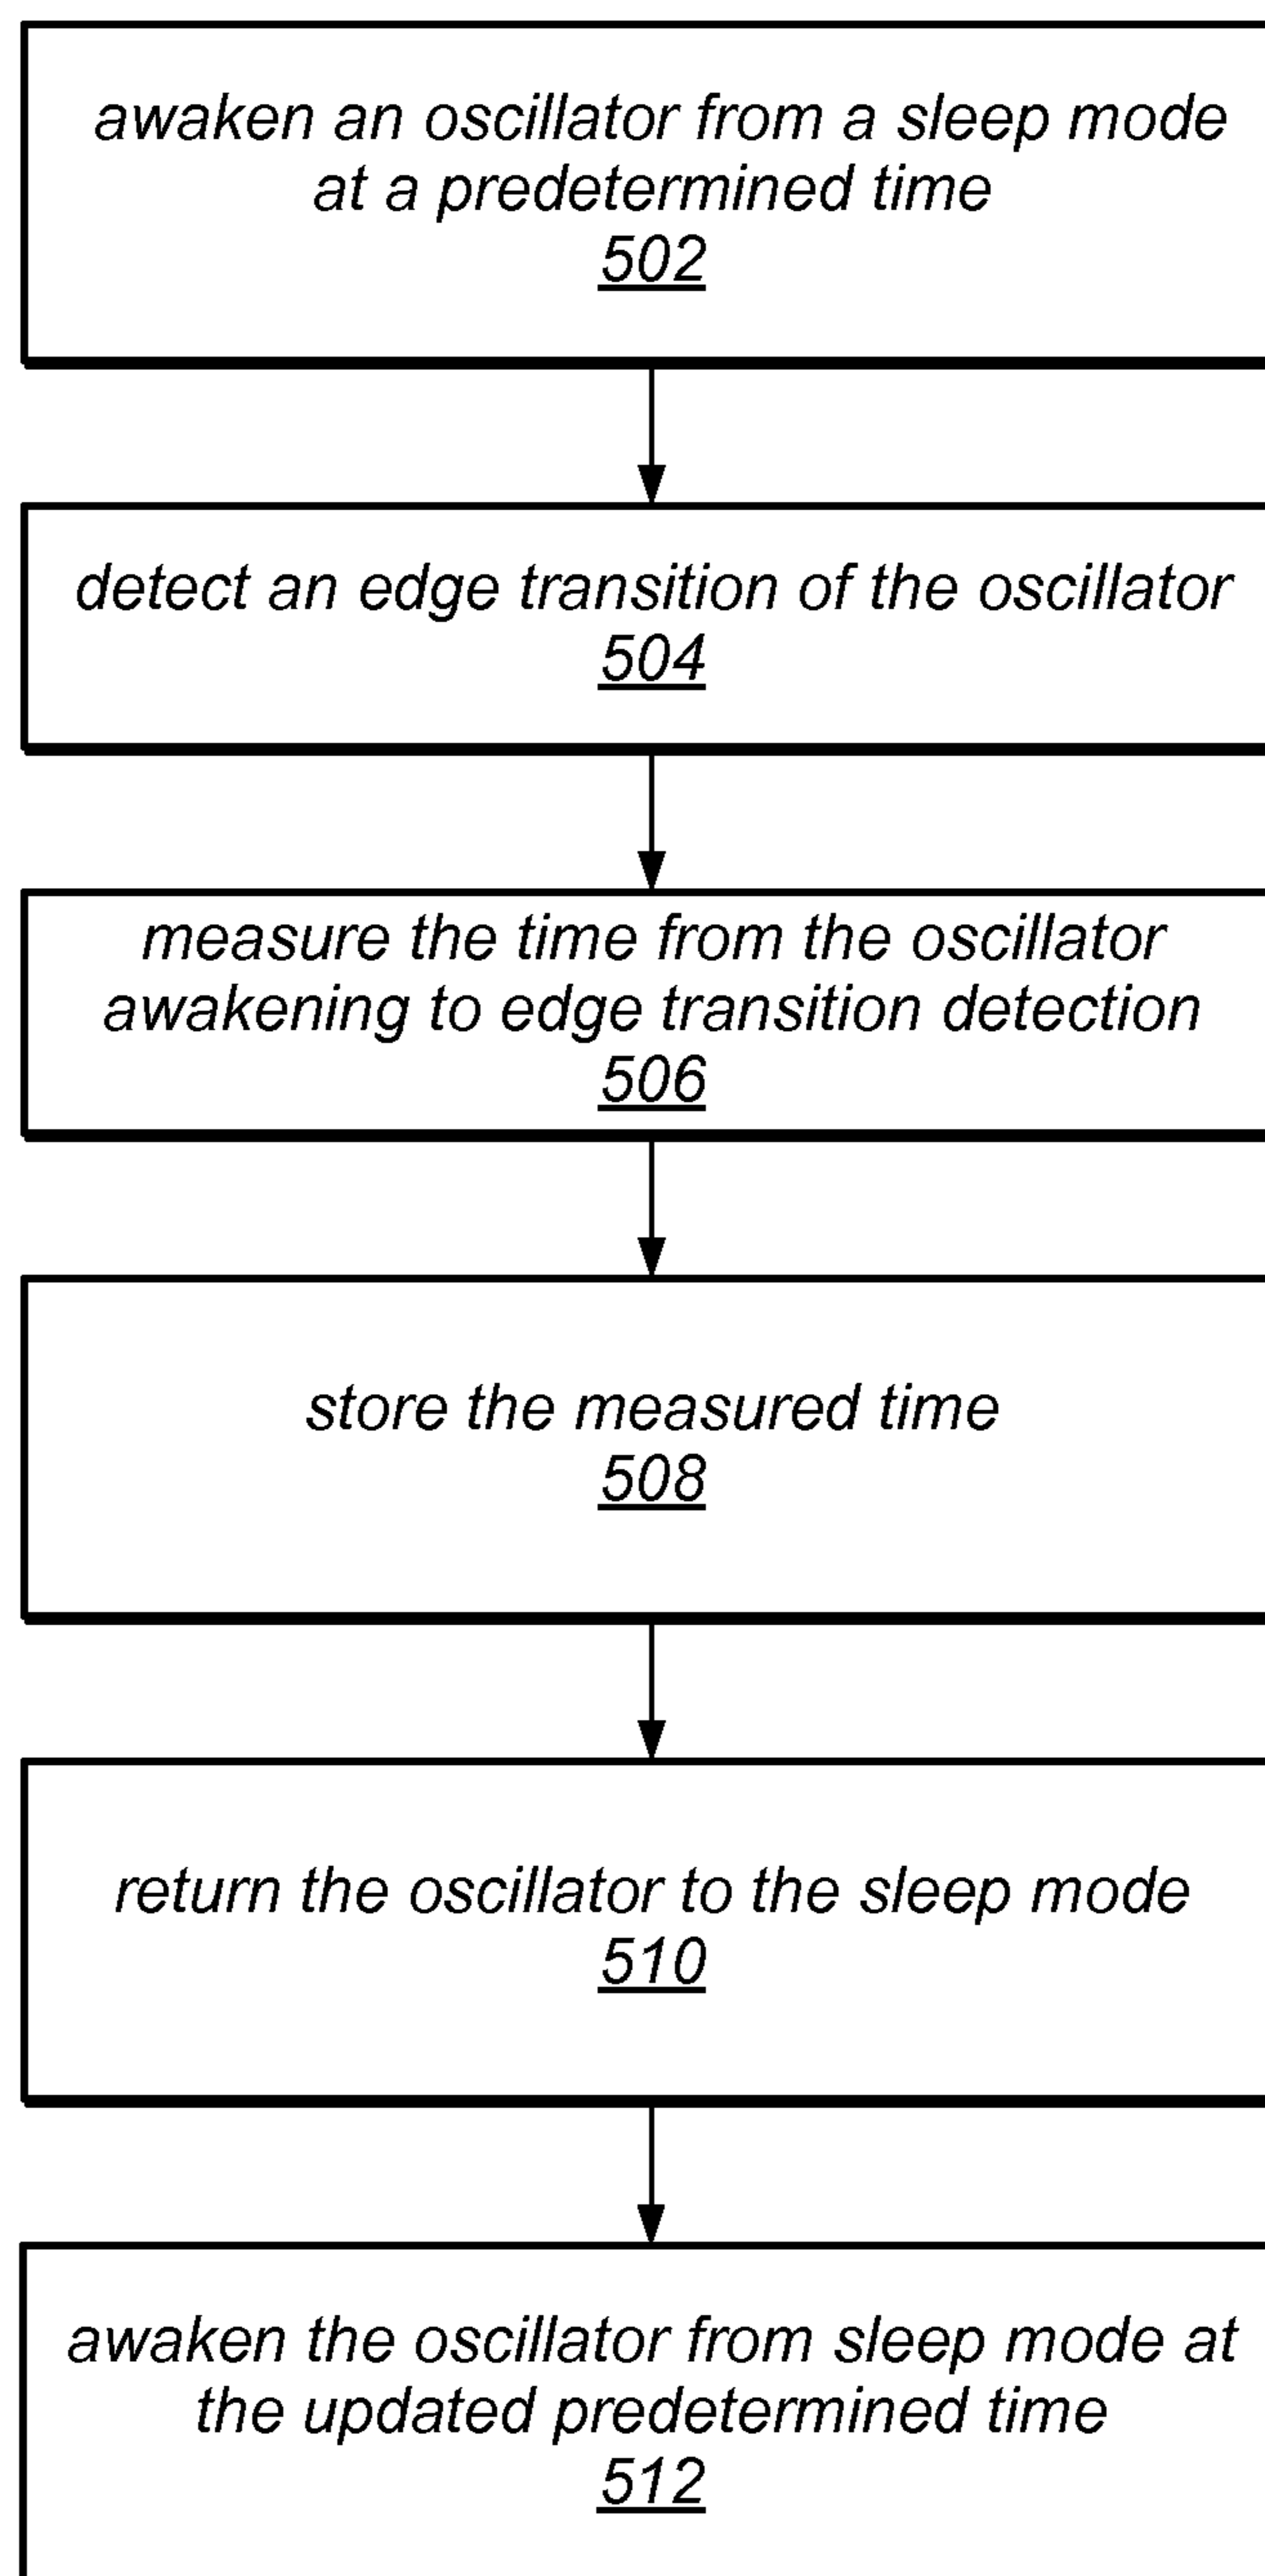 awaken an oscillator from a sleep mode
at a predetermined time
502
detect an edge transition of the oscillator
504
measure the time from the oscillator
awakening to edge transition detection
506
store the measured time
508
return the oscillator to the sleep mode
510
awaken the oscillator from sleep mode at
the updated predetermined time
512